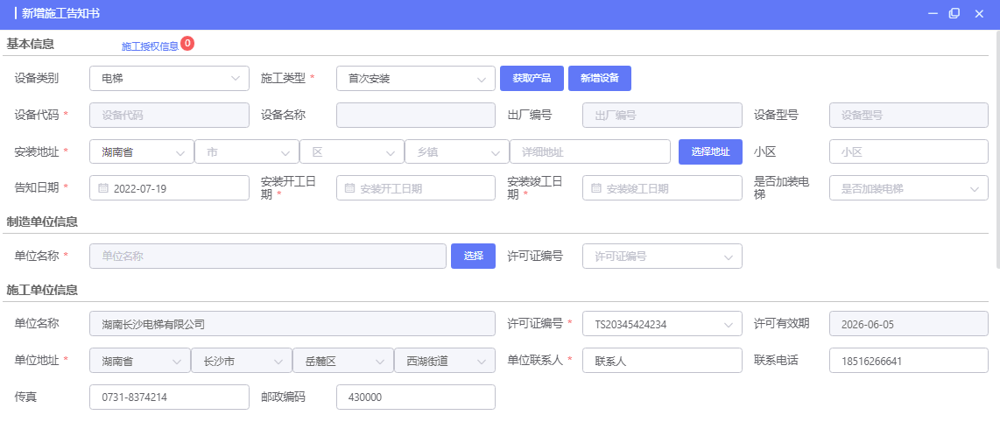 新增施工告知书
基本信息 施工授权信息 0
设备类别 电梯 施工类型 * 首次安装 获取产品 新增设备
设备代码 * 设备代码 设备名称 出厂编号 出厂编号 设备型号 设备型号
安装地址 * 湖南省 市 区 乡镇 详细地址 选择地址 小区 小区
告知日期 * 2022-07-19 安装开工日期 * 安装开工日期 安装竣工日期 * 安装竣工日期 是否加装电梯 是否加装电梯
制造单位信息
单位名称 * 单位名称 选择 许可证编号 许可证编号
施工单位信息
单位名称 湖南长沙电梯有限公司 许可证编号 * TS20345424234 许可有效期 2026-06-05
单位地址 * 湖南省 长沙市 岳麓区 西湖街道 单位联系人 * 联系人 联系电话 18516266641
传真 0731-8374214 邮政编码 430000